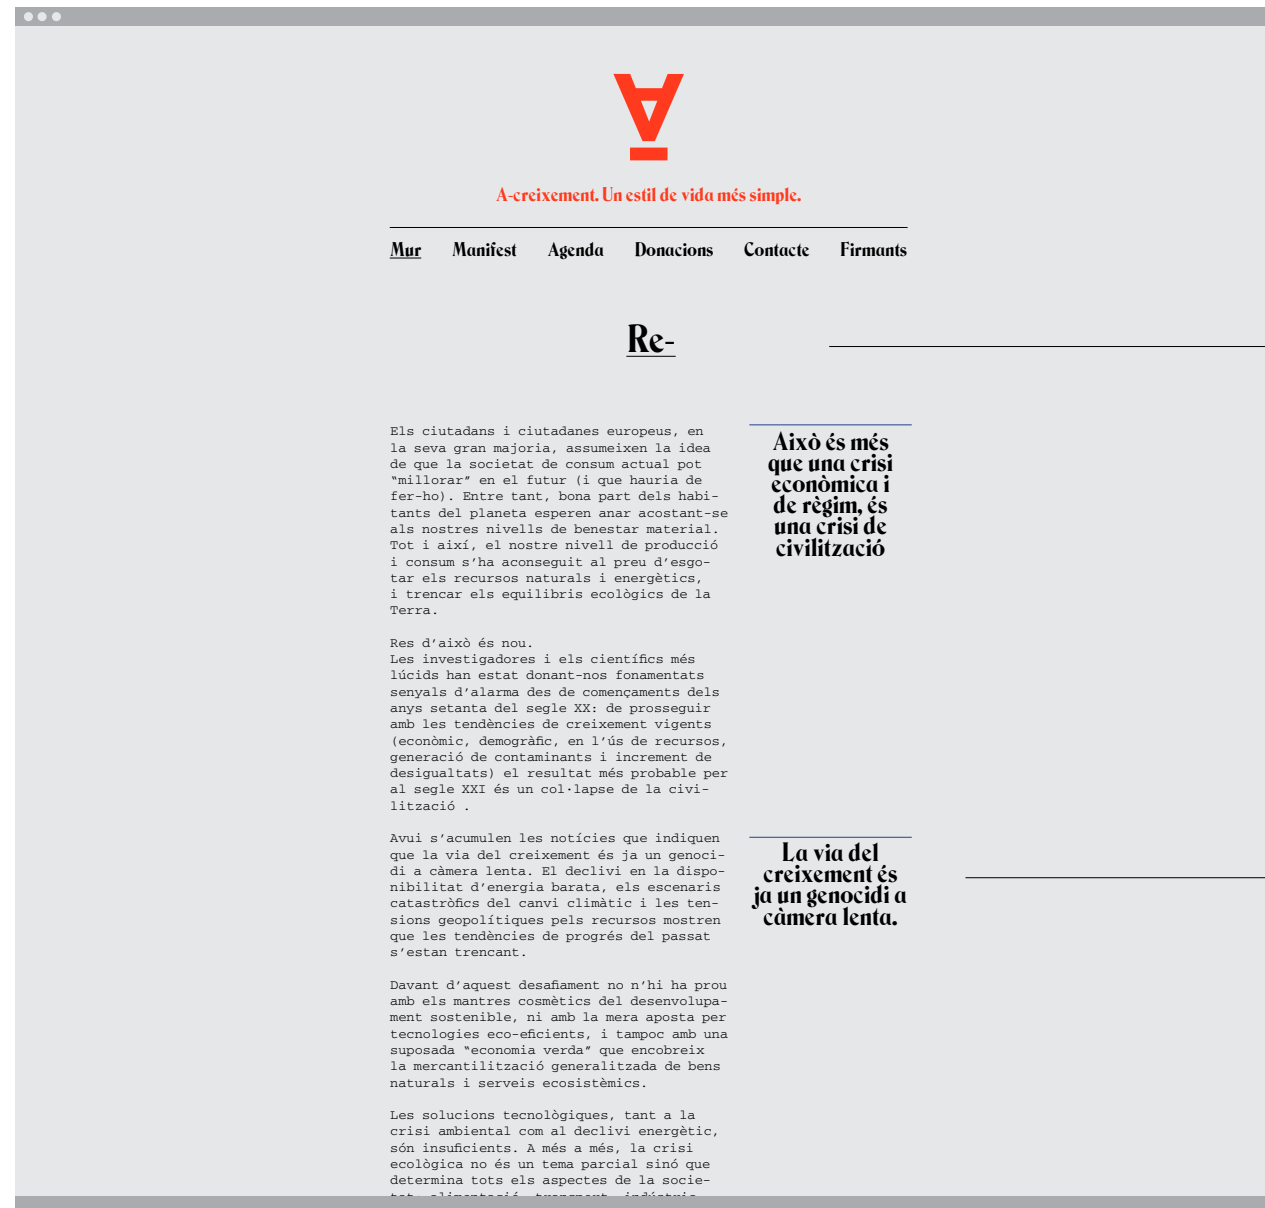 A-creixement. Un estil de vida més simple.
Mur Manifest Agenda Donacions Contacte Firmants
Re-
Els ciutadans i ciutadanes europeus, en
la seva gran majoria, assumeixen la idea
de que la societat de consum actual pot
“millorar” en el futur (i que hauria de
fer-ho). Entre tant, bona part dels habi-
tants del planeta esperen anar acostant-se
als nostres nivells de benestar material.
Tot i així, el nostre nivell de producció
i consum s’ha aconseguit al preu d’esgo-
tar els recursos naturals i energètics,
i trencar els equilibris ecològics de la
Terra.
Això és més
que una crisi
econòmica i
de règim, és
una crisi de
civilització
Res d’això és nou.
Les investigadores i els científics més
lúcids han estat donant-nos fonamentats
senyals d’alarma des de començaments dels
anys setanta del segle XX: de prosseguir
amb les tendències de creixement vigents
(econòmic, demogràfic, en l’ús de recursos,
generació de contaminants i increment de
desigualtats) el resultat més probable per
al segle XXI és un col·lapse de la civi-
lització .
Avui s’acumulen les notícies que indiquen
que la via del creixement és ja un genoci-
di a càmera lenta. El declivi en la dispo-
nibilitat d’energia barata, els escenaris
catastròfics del canvi climàtic i les ten-
sions geopolítiques pels recursos mostren
que les tendències de progrés del passat
s’estan trencant.
La via del
creixement és
ja un genocidi a
càmera lenta.
Davant d’aquest desafiament no n’hi ha prou
amb els mantres cosmètics del desenvolupa-
ment sostenible, ni amb la mera aposta per
tecnologies eco-eficients, i tampoc amb una
suposada “economia verda” que encobreix
la mercantilització generalitzada de bens
naturals i serveis ecosistèmics.
Les solucions tecnològiques, tant a la
crisi ambiental com al declivi energètic,
són insuficients. A més a més, la crisi
ecològica no és un tema parcial sinó que
determina tots els aspectes de la socie-